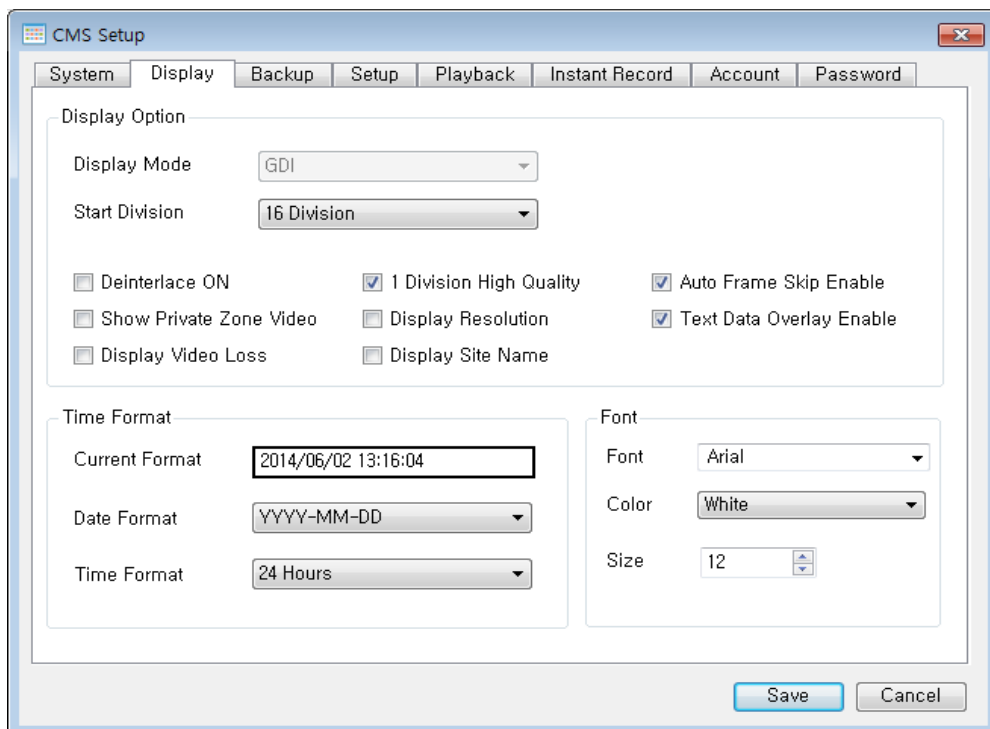 CMS Setup
System Display Backup Setup Playback Instant Record Account Password
Display Option
Display Mode GDI
Start Division 16 Division
Deinterlace ON 1 Division High Quality Auto Frame Skip Enable
Show Private Zone Video Display Resolution Text Data Overlay Enable
Display Video Loss Display Site Name
Time Format
Current Format 2014/06/02 13:16:04
Date Format YYYY-MM-DD
Time Format 24 Hours
Font
Font Arial
Color White
Size 12
Save Cancel